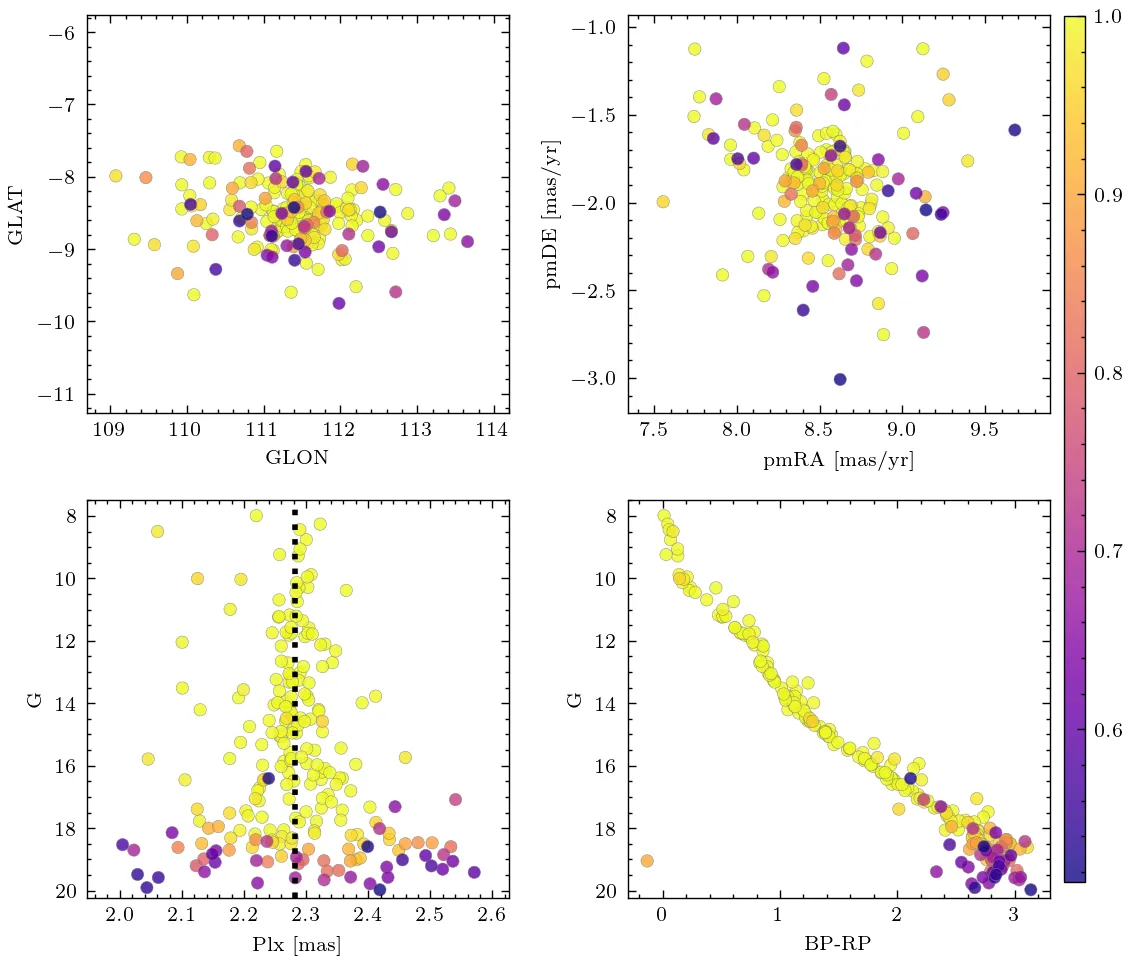 −6
−7
−8
−9
−10
−11
GLAT
109 110 111 112 113 114
GLON
−1.0
−1.5
−2.0
−2.5
−3.0
pmDE [mas/yr]
7.5 8.0 8.5 9.0 9.5
pmRA [mas/yr]
1.0
0.9
0.8
0.7
0.6
8
10
12
14
16
18
20
G
2.0 2.1 2.2 2.3 2.4 2.5 2.6
Plx [mas]
8
10
12
14
16
18
20
G
0 1 2 3
BP-RP